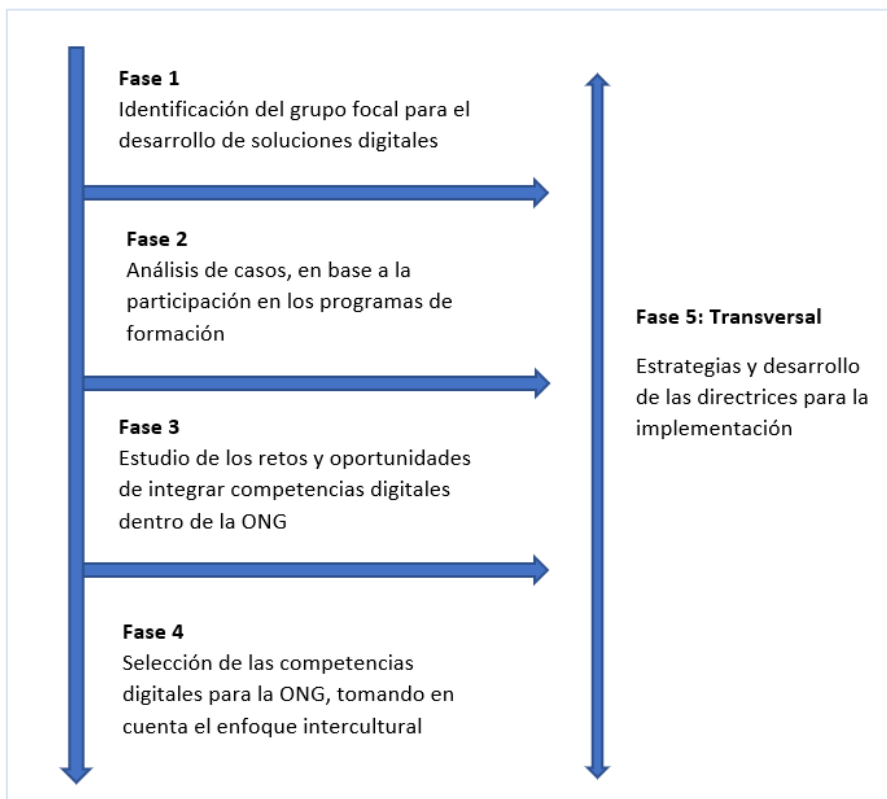 Fase 1
Identificación del grupo focal para el
desarrollo de soluciones digitales
Fase 2
Análisis de casos, en base a la
participación en los programas de
formación
Fase 3
Estudio de los retos y oportunidades
de integrar competencias digitales
dentro de la ONG
Fase 4
Selección de las competencias
digitales para la ONG, tomando en
cuenta el enfoque intercultural
Fase 5: Transversal
Estrategias y desarrollo
de las directrices para la
implementación